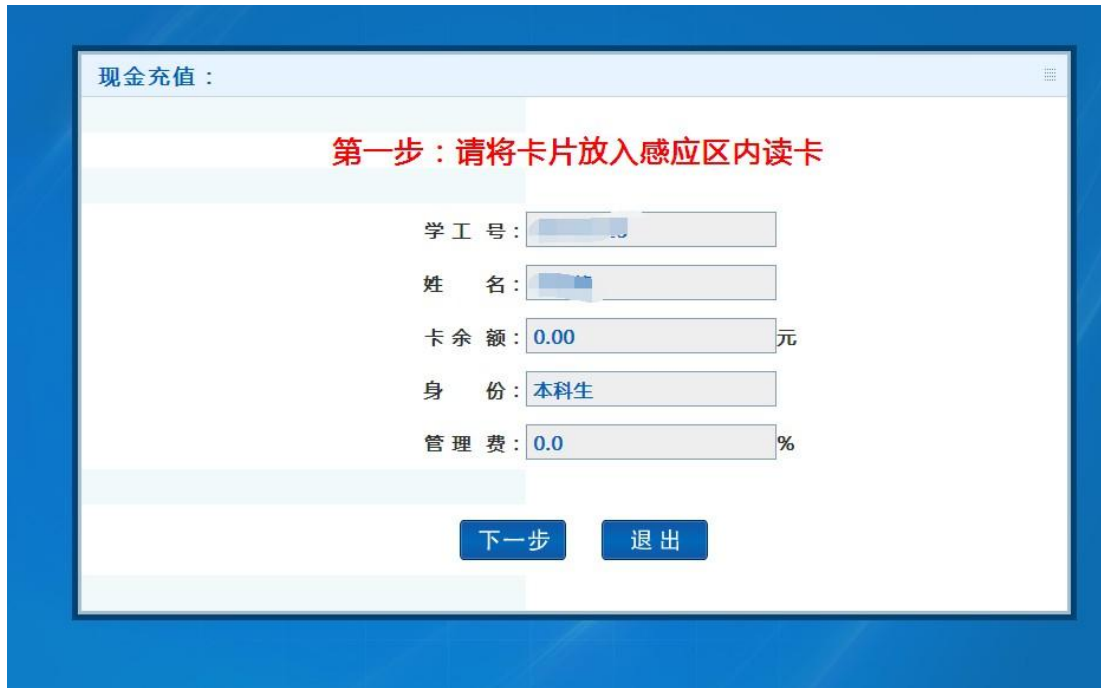 现金充值：
第一步：请将卡片放入感应区内读卡
学工号：
姓名：
卡余额：0.00元
身份：本科生
管理费：0.0%
下一步 退出